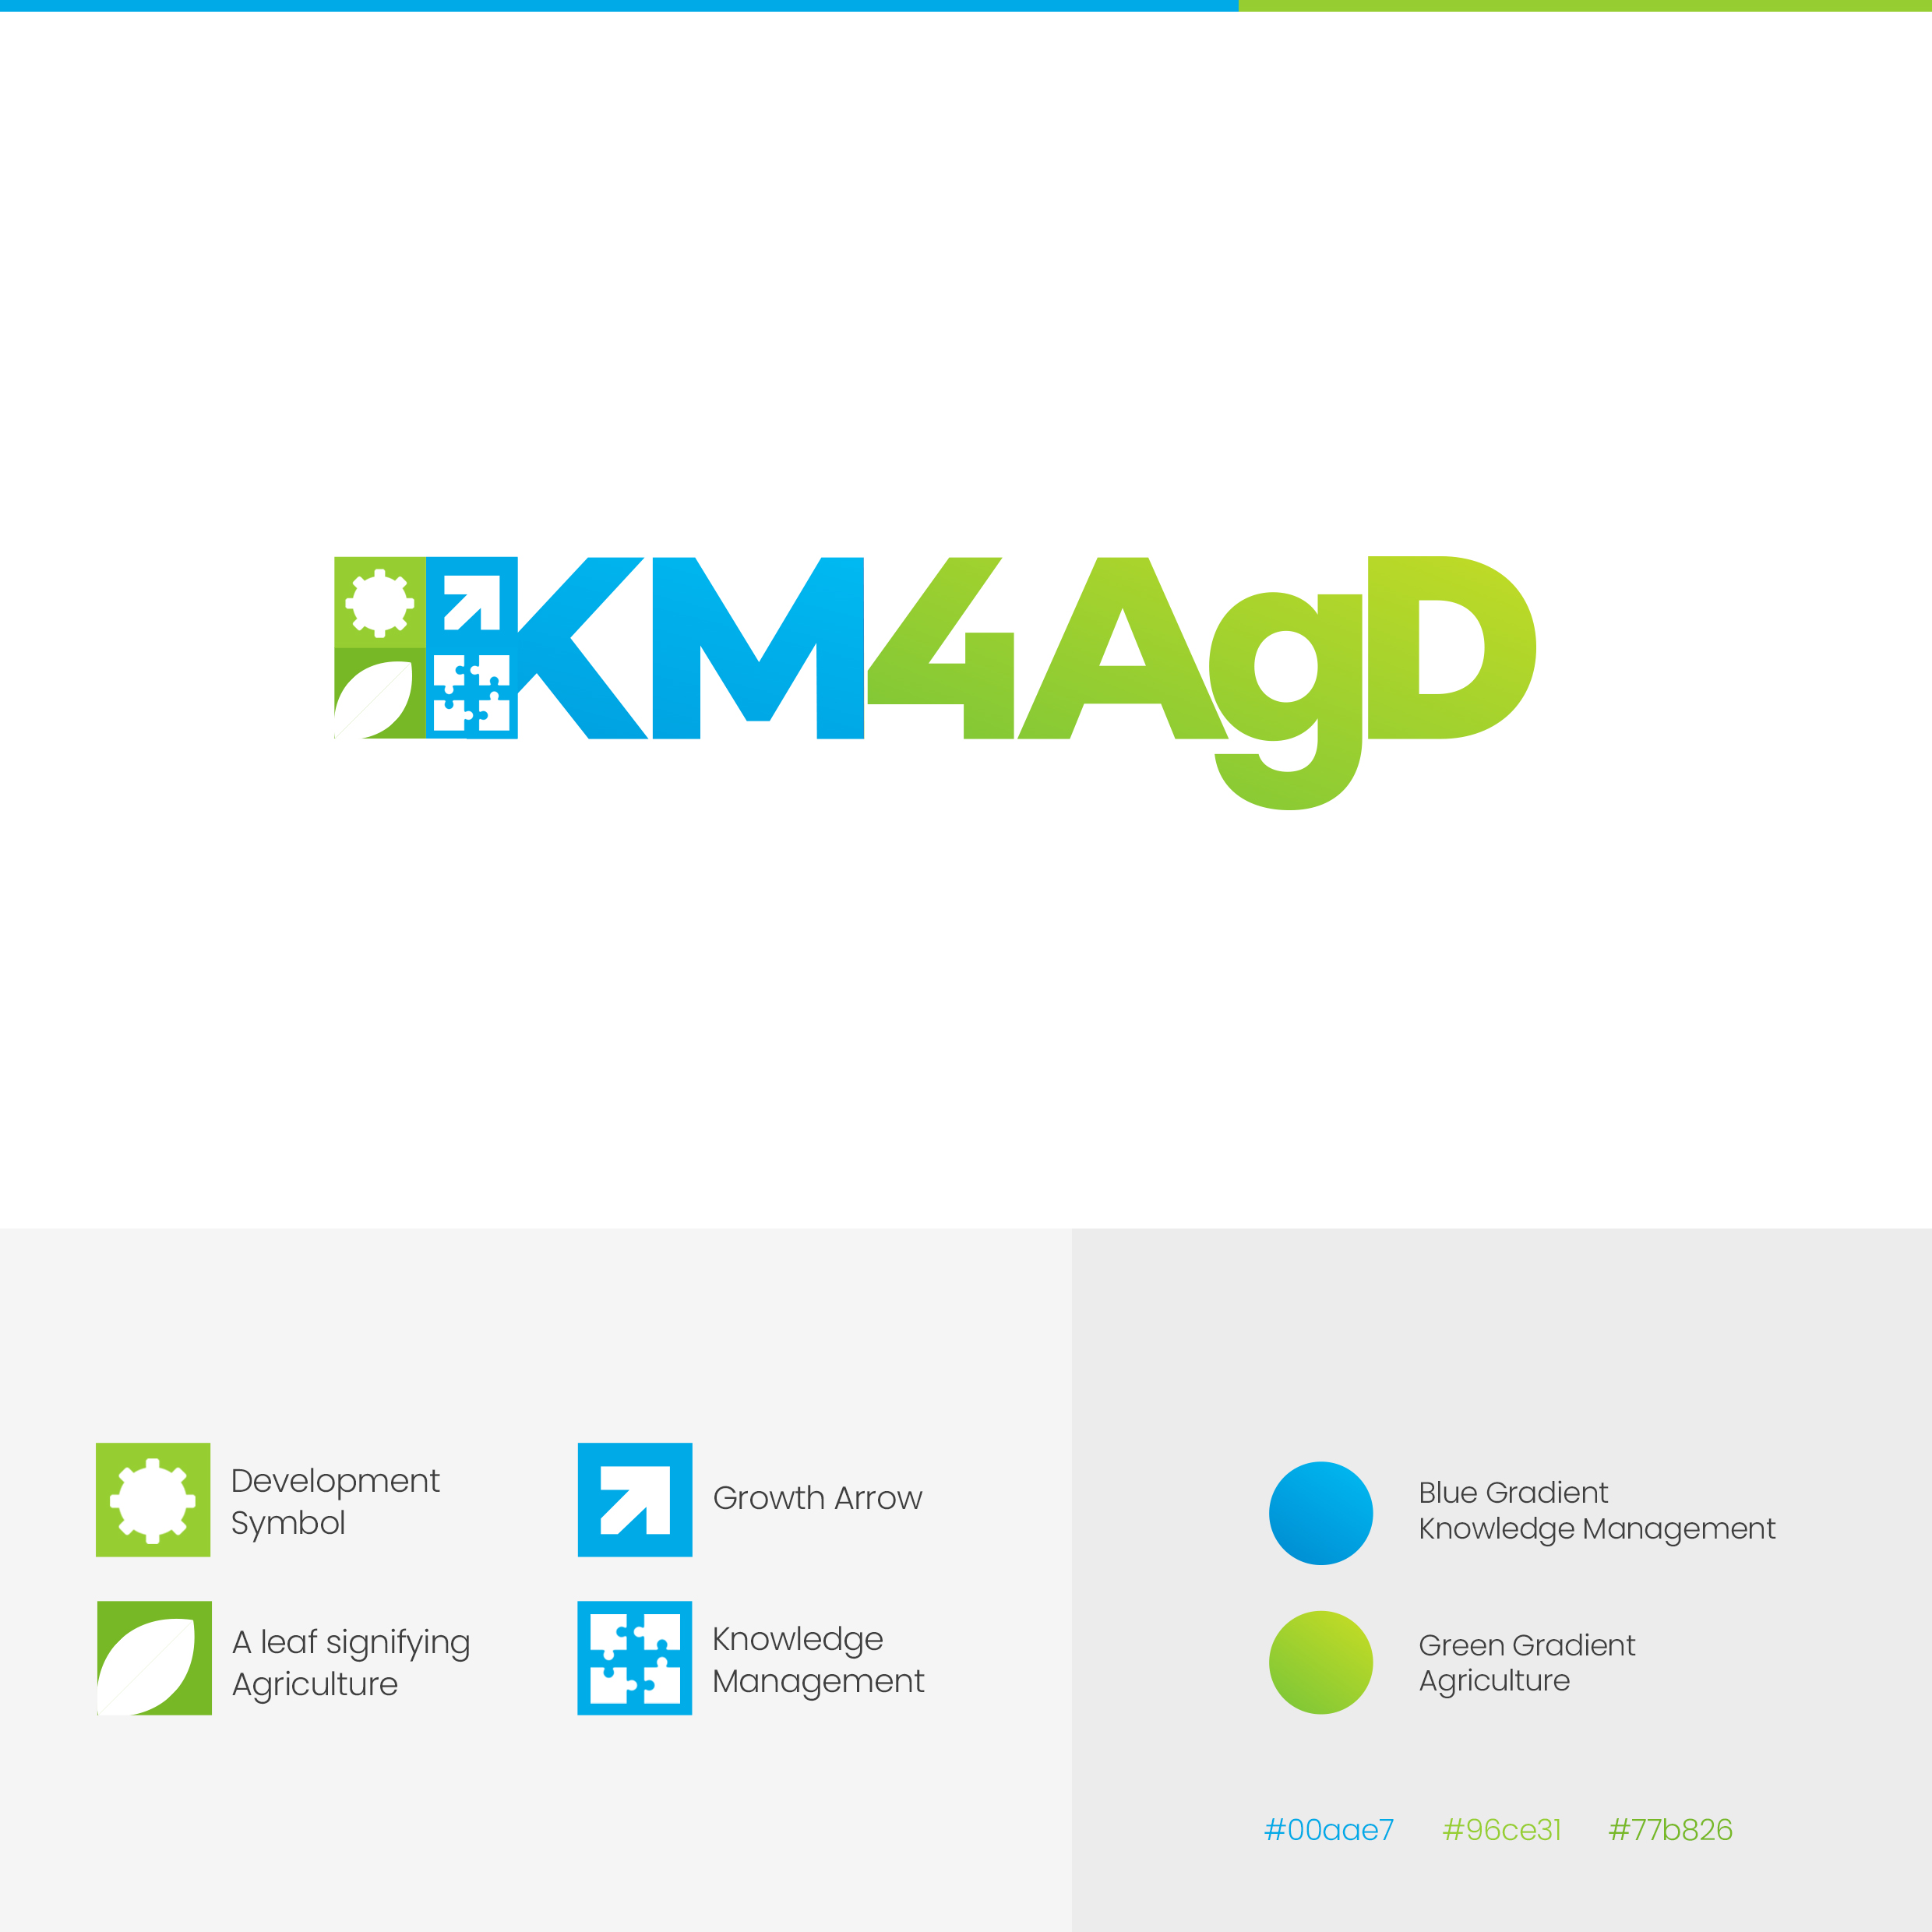 KM4AgD
Development
Symbol
Growth Arrow
A leaf signifying
Agriculture
Knowledge
Management
Blue Gradient
Knowledge Management
Green Gradient
Agriculture
#00aae7 #96ce31 #77b826